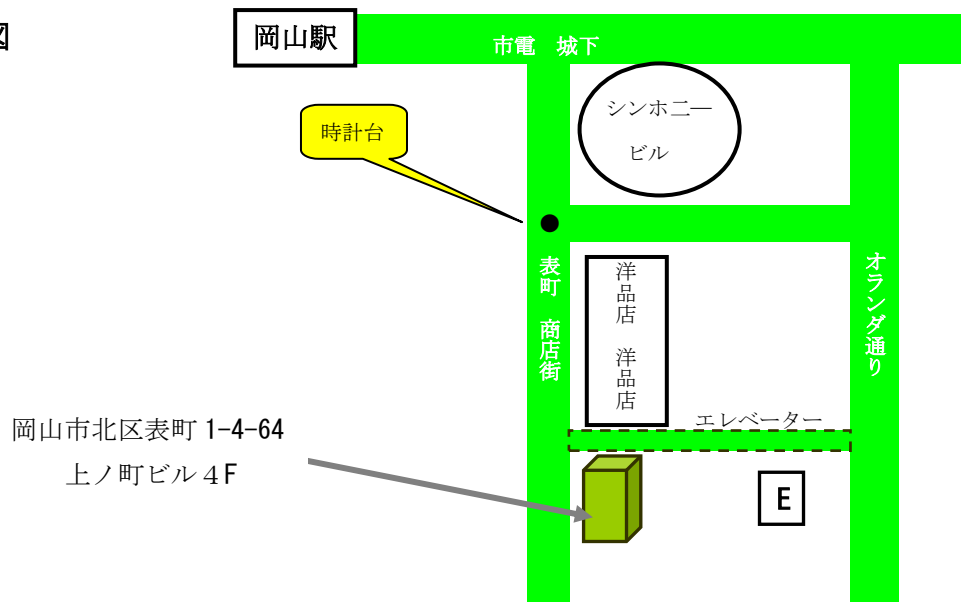 図
岡山駅
市電　城下
シンホニー
ビル
時計台
表町　商店街
洋品店　洋品店
オランダ通り
エレベーター
岡山市北区表町 1-4-64
上ノ町ビル４F
E